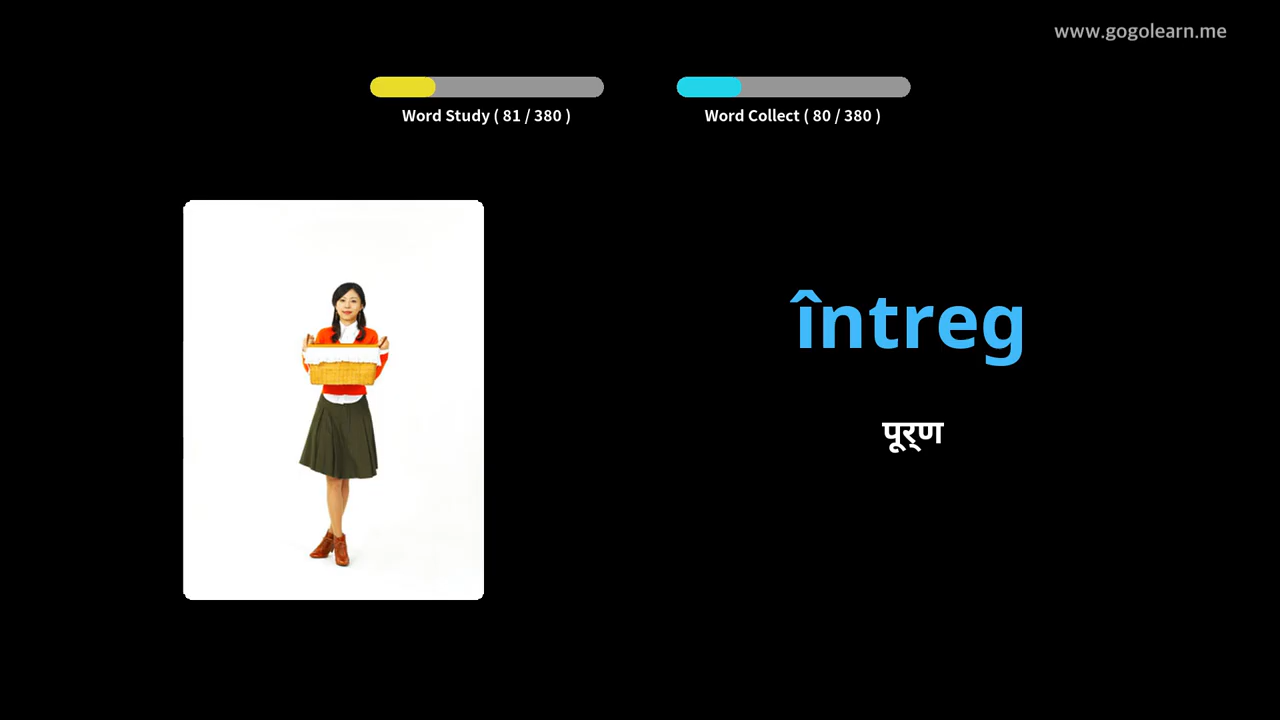 www.gogolearn.me
Word Study ( 81 / 380 )
Word Collect ( 80 / 380 )
întreg
पूर्ण